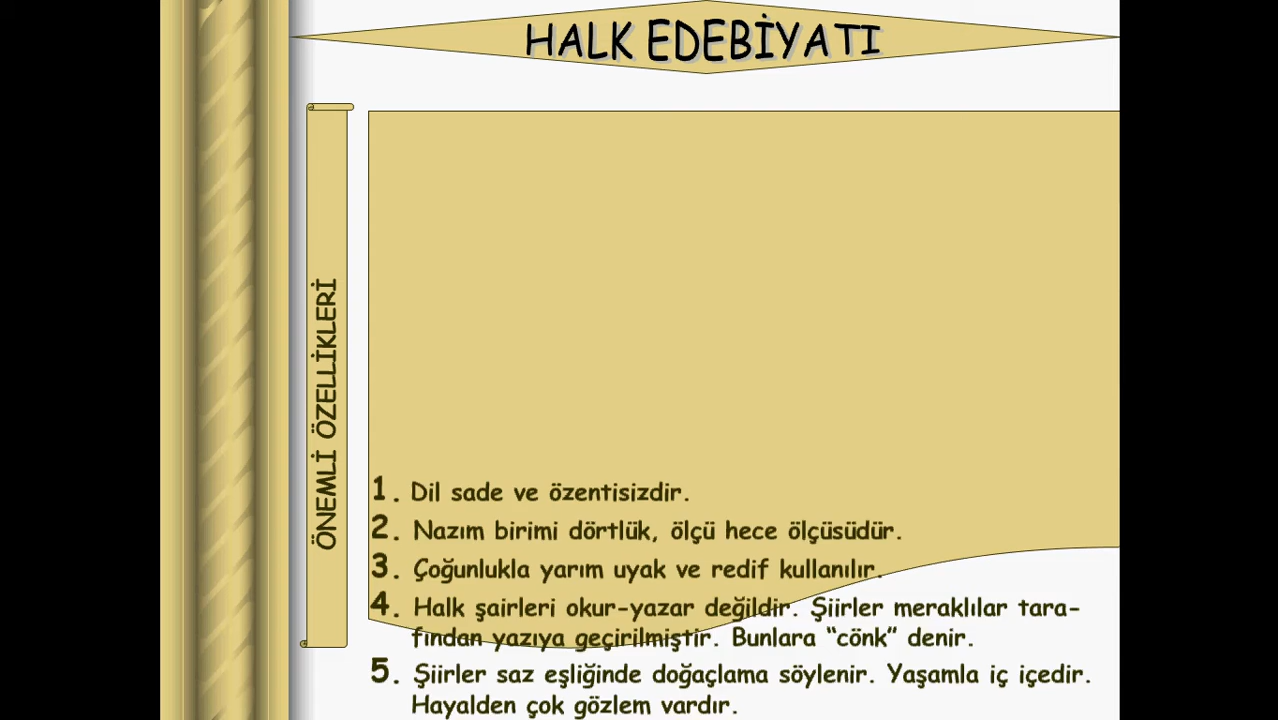 HALK EDEBİYATI
ÖNEMLİ ÖZELLİKLERİ
1. Dil sade ve özentisizdir.
2. Nazım birimi dörtlük, ölçü hece ölçüsüdür.
3. Çoğunlukla yarım uyak ve redif kullanılır.
4. Halk şairleri okur-yazar değildir. Şiirler meraklılar tara-
fından yazıya geçirilmiştir. Bunlara “cönk” denir.
5. Şiirler saz eşliğinde doğaçlama söylenir. Yaşamla iç içedir.
Hayalden çok gözlem vardır.